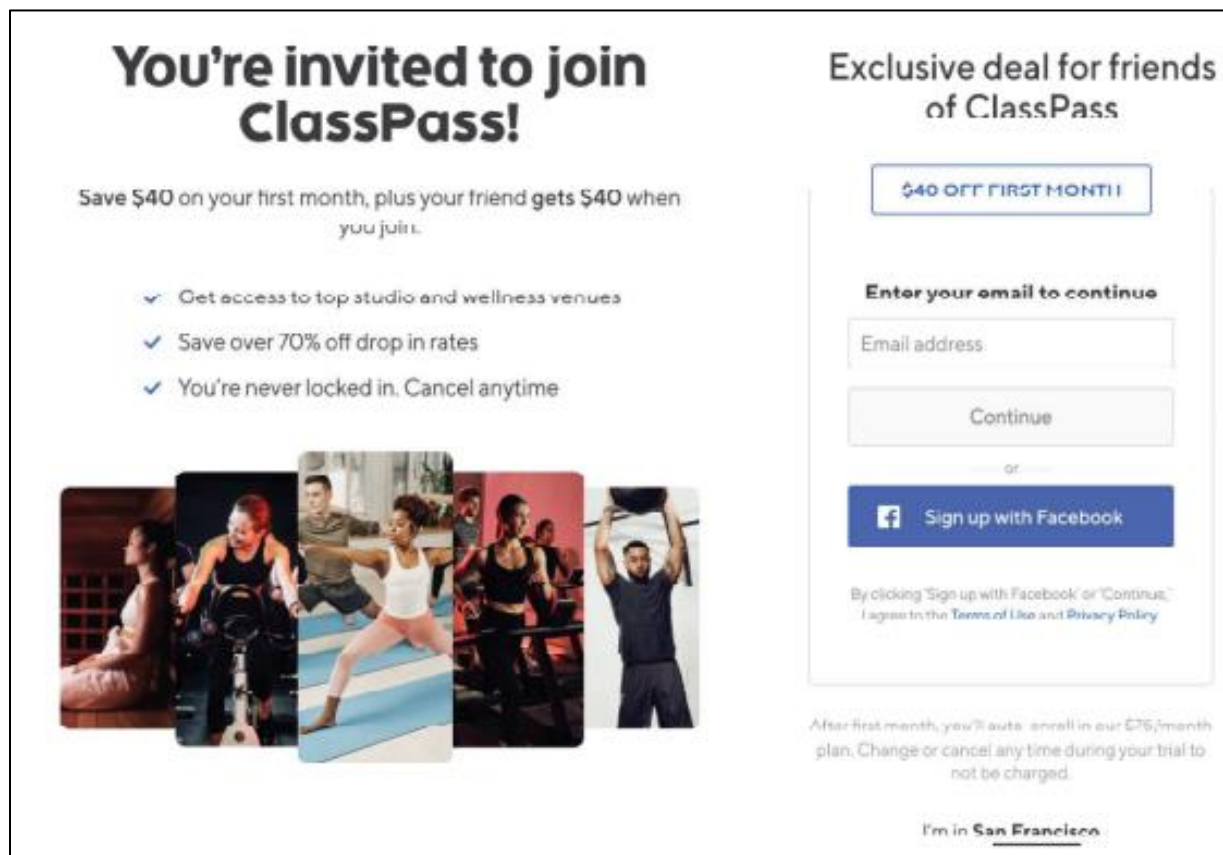 You're invited to join
ClassPass!
Save $40 on your first month, plus your friend gets $40 when
you join.
Get access to top studio and wellness venues
Save over 70% off drop in rates
You're never locked in. Cancel anytime
Exclusive deal for friends
of ClassPass
$40 OFF FIRST MONTH
Enter your email to continue
Email address
Continue
or
Sign up with Facebook
By clicking 'Sign up with Facebook' or 'Continue,'
I agree to the Terms of Use and Privacy Policy
After first month, you'll auto-enroll in our /month
plan. Change or cancel any time during your trial to
not be charged.
I'm in San Francisco